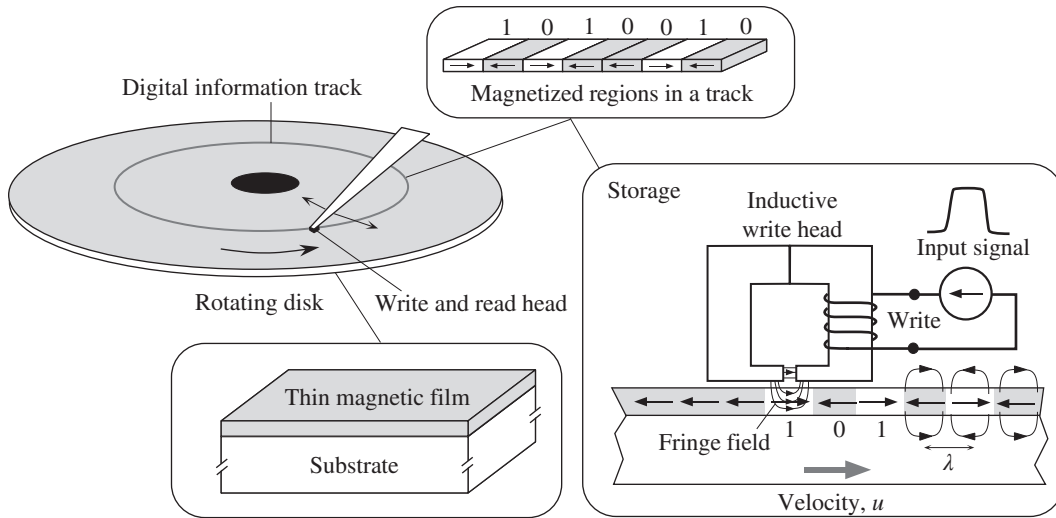 1 0 1 0 0 1 0
Magnetized regions in a track
Digital information track
Rotating disk
Write and read head
Thin magnetic film
Substrate
Storage
Inductive
write head
Input signal
Write
Fringe field
1 0 1
λ
Velocity, u